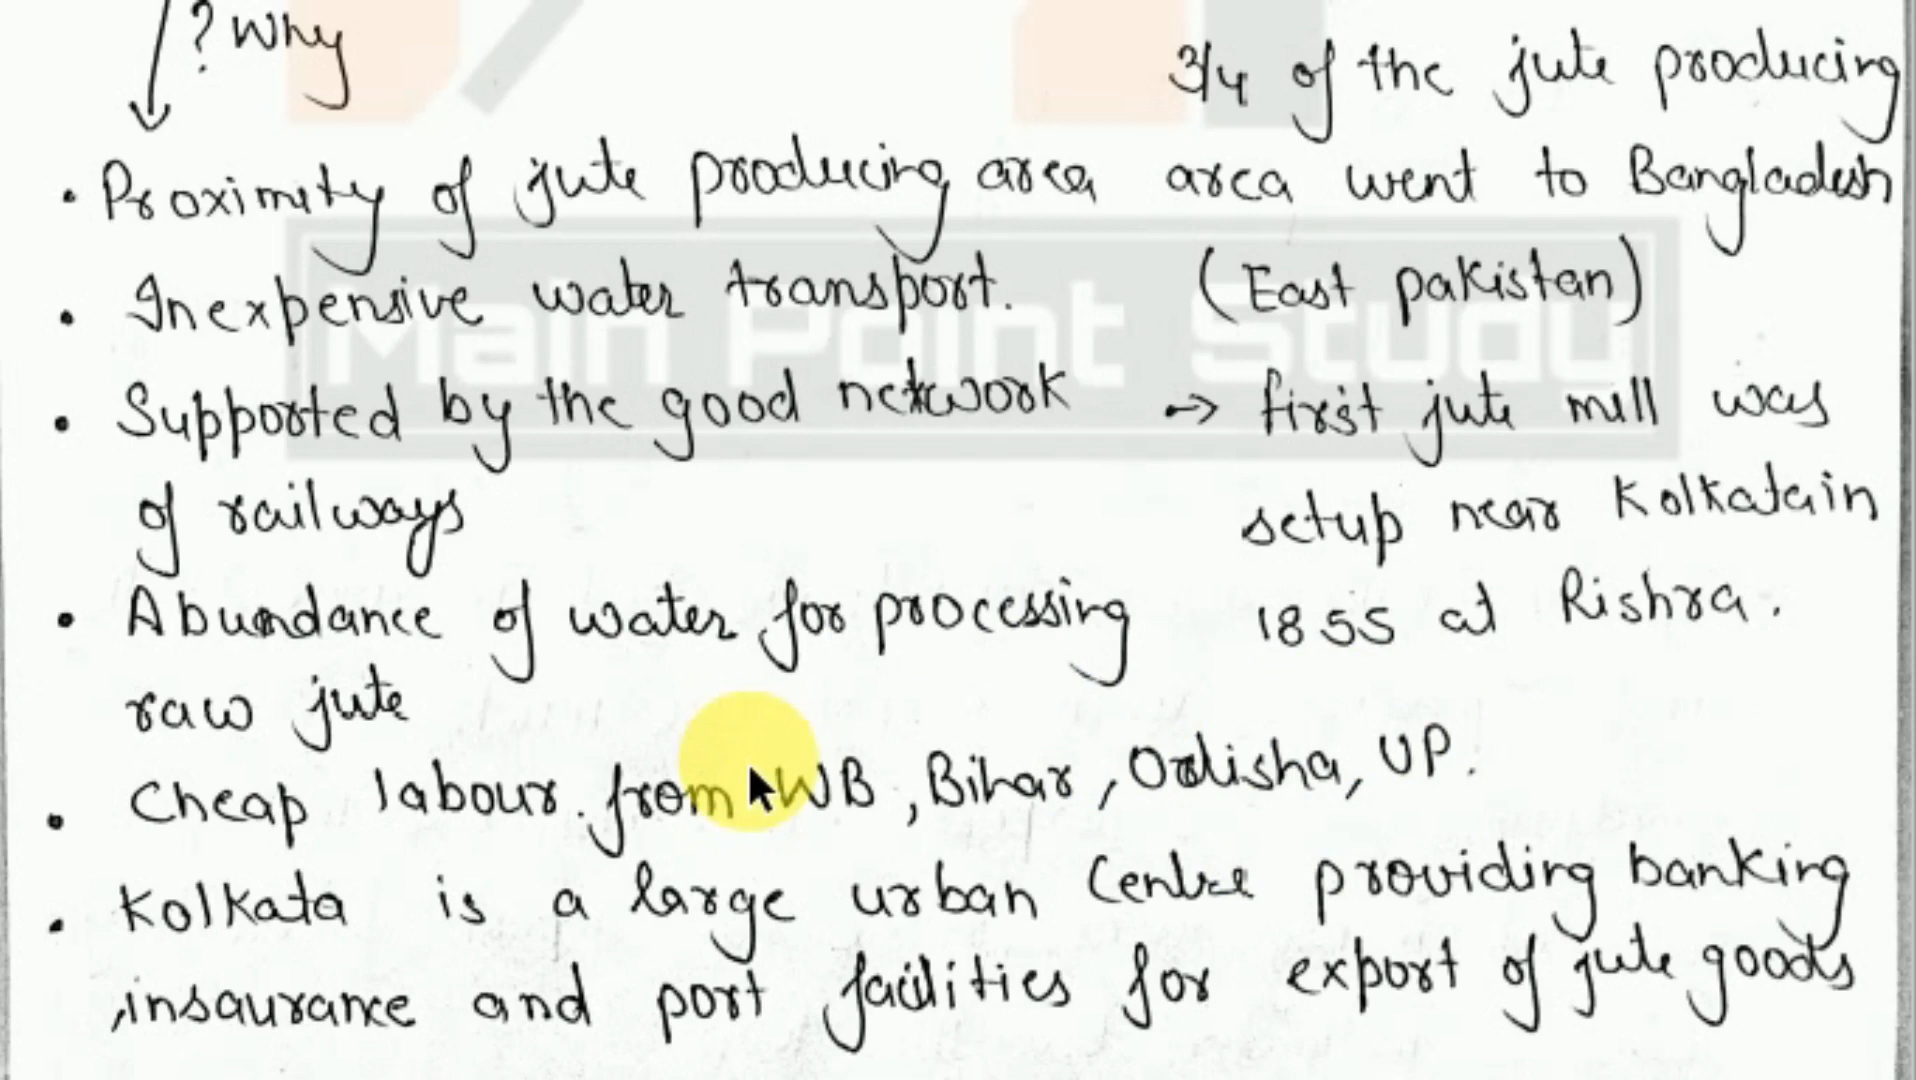 ? Why
• Proximity of jute producing area
• Inexpensive water transport.
• Supported by the good network
of railways
• Abundance of water for processing
raw jute
3/4 of the jute producing
area went to Bangladesh
(East pakistan)
→ first jute mill was
setup near Kolkata in
1855 at Rishra.
• Cheap labour from WB, Bihar, Odisha, UP.
• Kolkata is a large urban Centre providing banking
, insaurance and port facilities for export of jute goods
Main Point Study